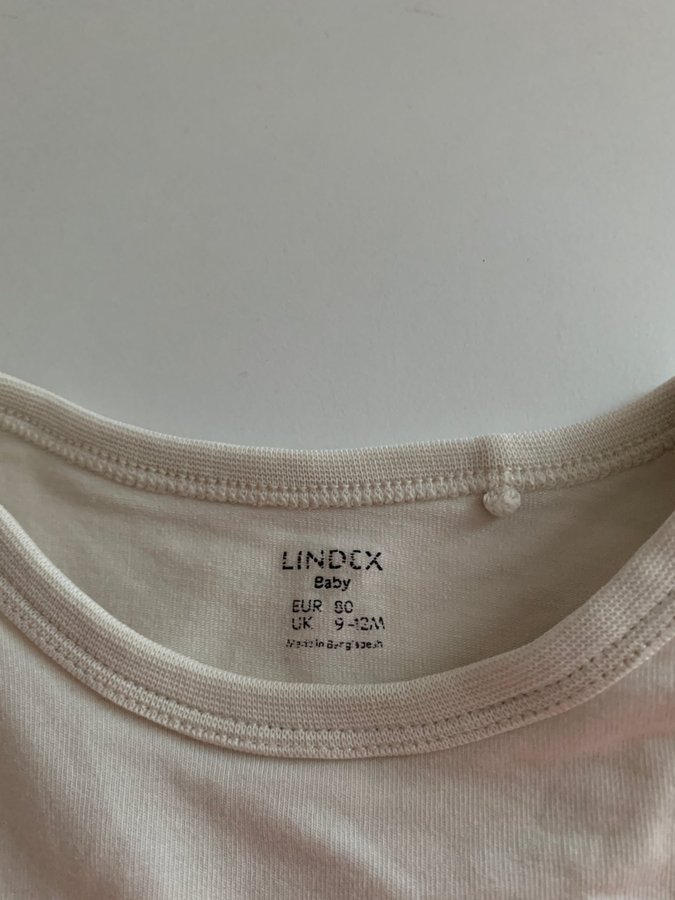 LINDEX
Baby
EUR 80
UK 9-12M
Made in Bangladesh